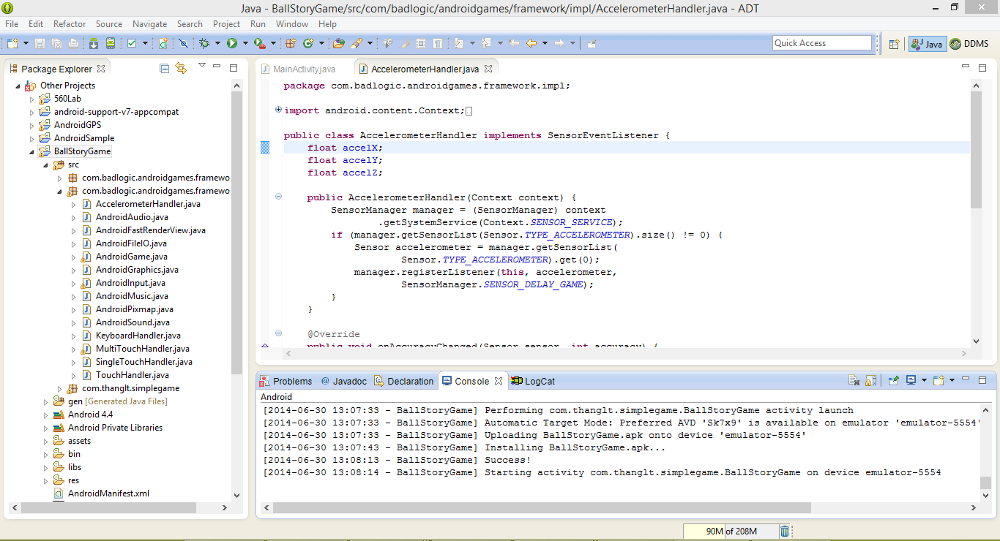 Java - BallStoryGame/src/com/badlogic/androidgames/framework/impl/AccelerometerHandler.java - ADT
File Edit Refactor Source Navigate Search Project Run Window Help
Quick Access
Java
DDMS
Package Explorer
Other Projects
560Lab
android-support-v7-appcompat
AndroidGPS
AndroidSample
BallStoryGame
src
com.badlogic.androidgames.framewo
com.badlogic.androidgames.framewo
AccelerometerHandler.java
AndroidAudio.java
AndroidFastRenderView.java
AndroidFileIO.java
AndroidGame.java
AndroidGraphics.java
AndroidInput.java
AndroidMusic.java
AndroidPixmap.java
AndroidSound.java
KeyboardHandler.java
MultiTouchHandler.java
SingleTouchHandler.java
TouchHandler.java
com.thanglt.simplegame
gen [Generated Java Files]
Android 4.4
Android Private Libraries
assets
bin
libs
res
AndroidManifest.xml
MainActivity.java
AccelerometerHandler.java
package com.badlogic.androidgames.framework.impl;
import android.content.Context;
public class AccelerometerHandler implements SensorEventListener {
float accelX;
float accelY;
float accelZ;
public AccelerometerHandler(Context context) {
SensorManager manager = (SensorManager) context
.getSystemService(Context.SENSOR_SERVICE);
if (manager.getSensorList(Sensor.TYPE_ACCELEROMETER).size() != 0) {
Sensor accelerometer = manager.getSensorList(
Sensor.TYPE_ACCELEROMETER).get(0);
manager.registerListener(this, accelerometer,
SensorManager.SENSOR_DELAY_GAME);
}
}
@Override
public void onAccuracyChanged(Sensor sensor, int accuracy) {
Problems @ Javadoc Declaration Console LogCat
Android
[2014-06-30 13:07:33 - BallStoryGame] Performing com.thanglt.simplegame.BallStoryGame activity launch
[2014-06-30 13:07:33 - BallStoryGame] Automatic Target Mode: Preferred AVD 'Sk7x9' is available on emulator 'emulator-5554'
[2014-06-30 13:07:33 - BallStoryGame] Uploading BallStoryGame.apk onto device 'emulator-5554'
[2014-06-30 13:07:43 - BallStoryGame] Installing BallStoryGame.apk...
[2014-06-30 13:08:13 - BallStoryGame] Success!
[2014-06-30 13:08:14 - BallStoryGame] Starting activity com.thanglt.simplegame.BallStoryGame on device emulator-5554
90M of 208M